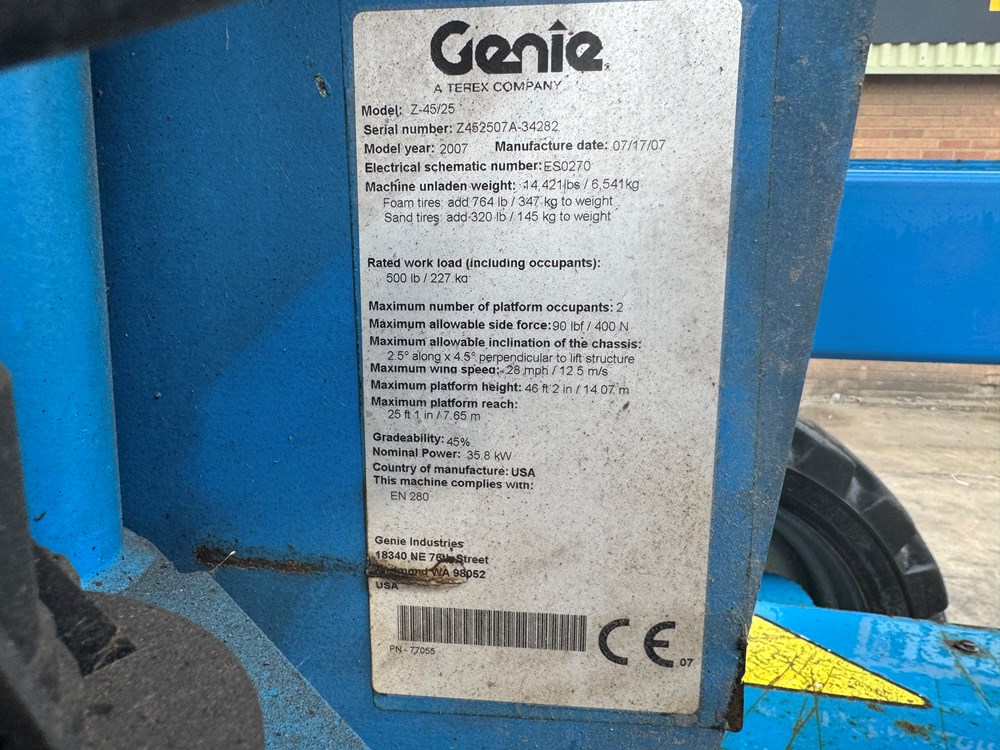 Genie
A TEREX COMPANY
Model: Z-45/25
Serial number: Z452507A-34282
Model year: 2007 Manufacture date: 07/17/07
Electrical schematic number: ES0270
Machine unladen weight: 14,421lbs / 6,541kg
Foam tires: add 764 lb / 347 kg to weight
Sand tires: add 320 lb / 145 kg to weight
Rated work load (including occupants):
500 lb / 227 kg
Maximum number of platform occupants: 2
Maximum allowable side force: 90 lbf / 400 N
Maximum allowable inclination of the chassis:
2.5° along x 4.5° perpendicular to lift structure
Maximum wind speed: 28 mph / 12.5 m/s
Maximum platform height: 46 ft 2 in / 14.07 m
Maximum platform reach:
25 ft 1 in / 7.65 m
Gradeability: 45%
Nominal Power: 35.8 kW
Country of manufacture: USA
This machine complies with:
EN 280
Genie Industries
18340 NE 76th Street
Redmond WA 98052
USA
PN - 77055
CE 07